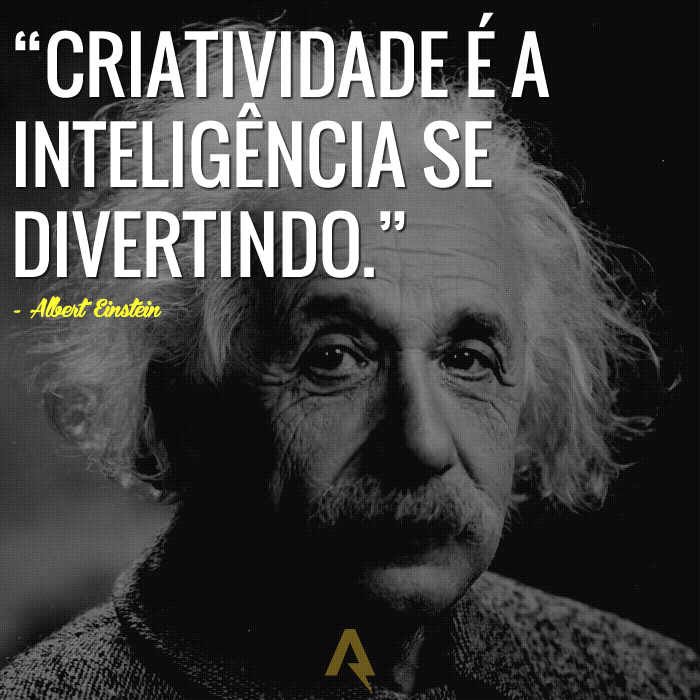 “CRIATIVIDADE É A
INTELIGÊNCIA SE
DIVERTINDO.”
- Albert Einstein